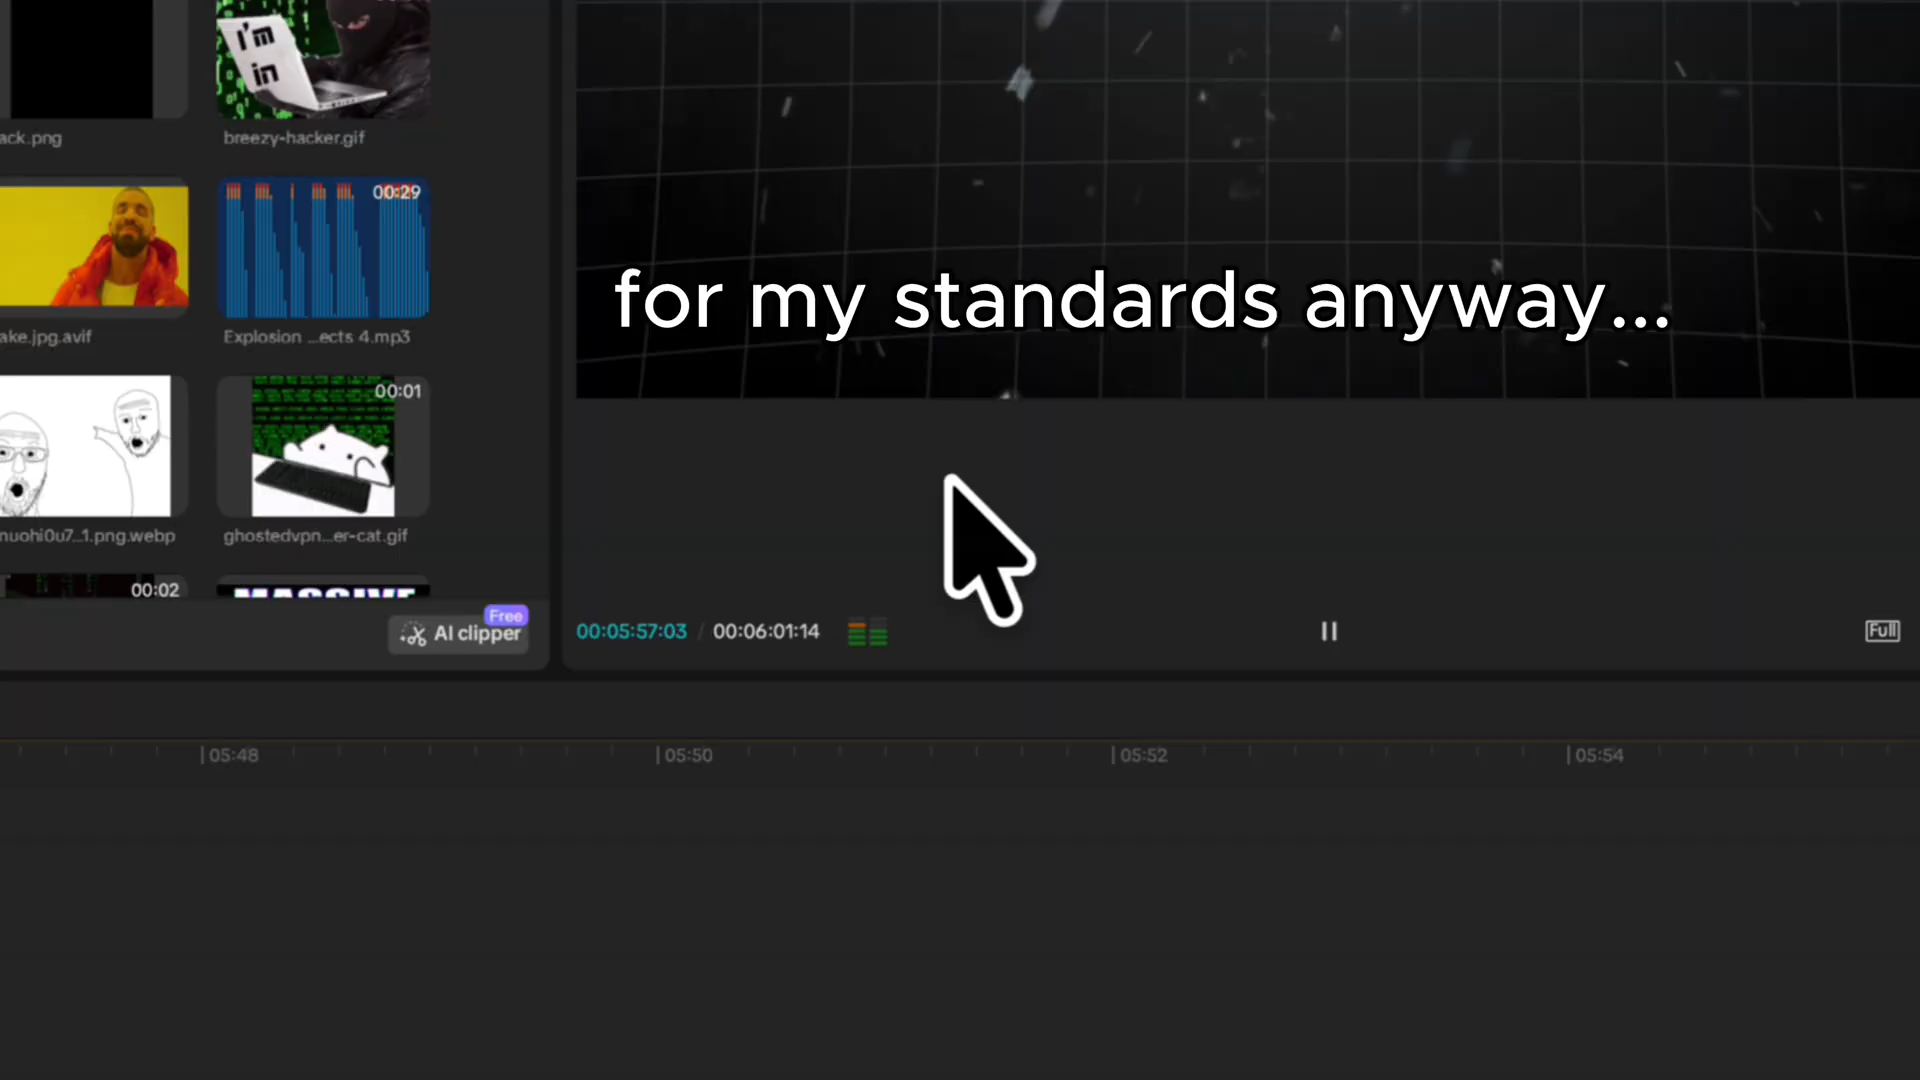 I'm
in
ack.png
breezy-hacker.gif
00:29
ake.jpg.avif
Explosion ...ects 4.mp3
for my standards anyway...
00:01
nuohi0u7...1.png.webp
ghostedvpn...er-cat.gif
00:02
MASSIVE
Free
AI clipper
00:05:57:03 / 00:06:01:14
Full
05:48
05:50
05:52
05:54